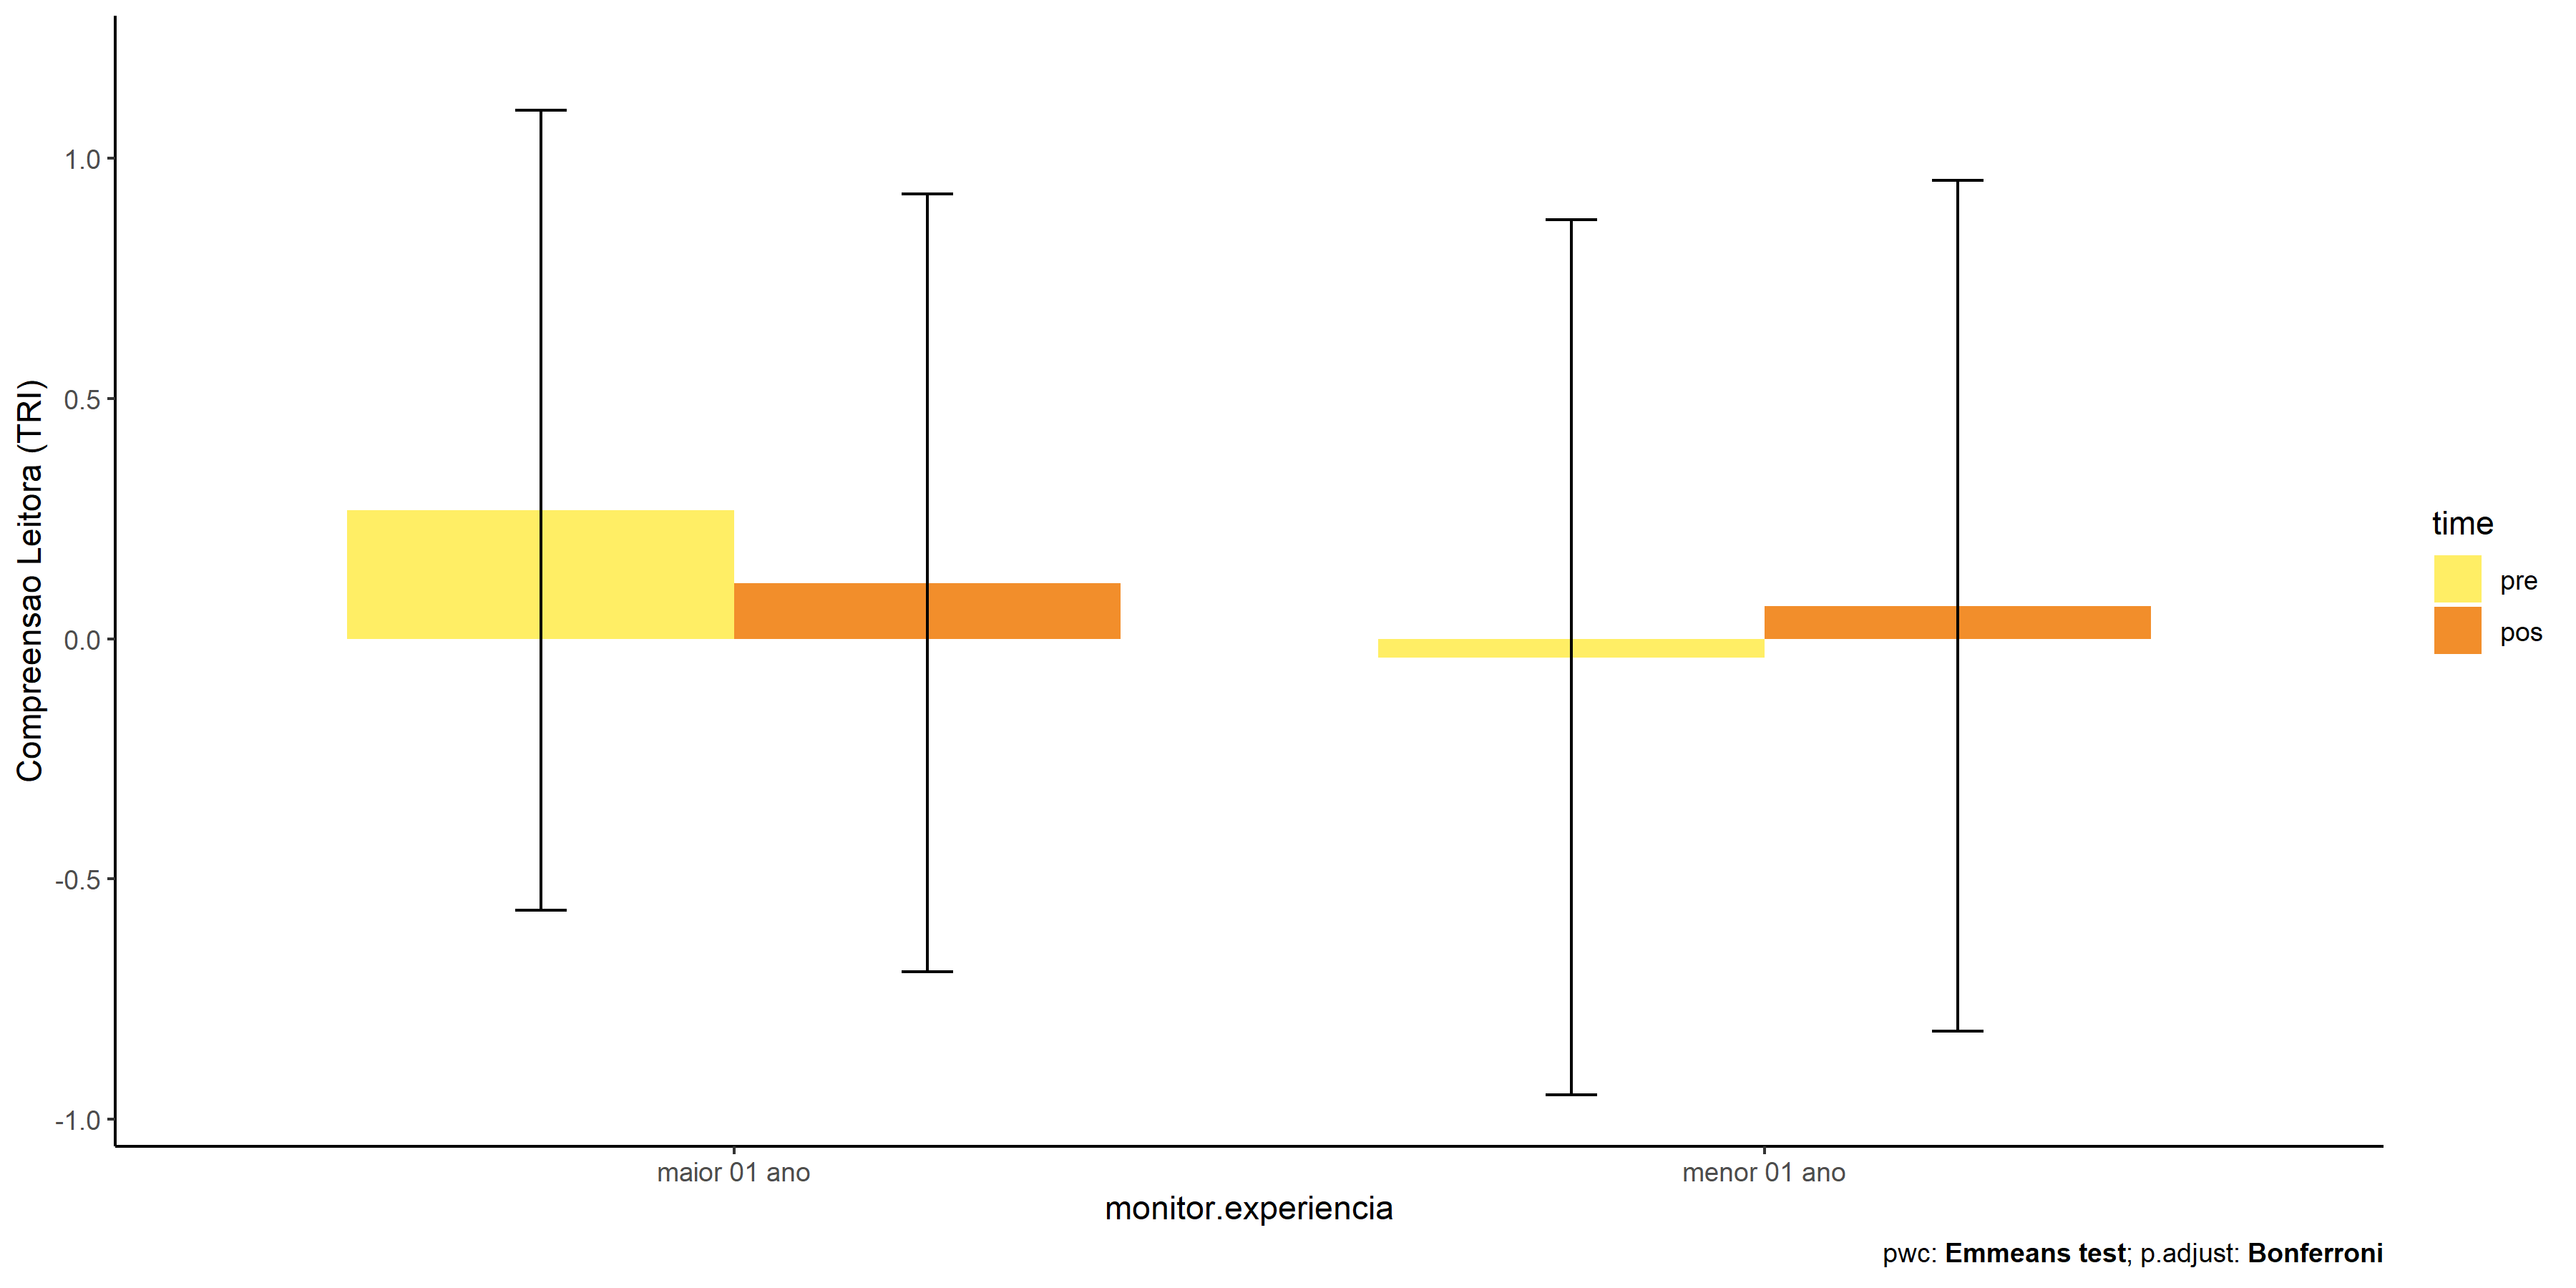 Compreensao Leitora (TRI)
1.0
0.5
0.0
-0.5
-1.0
maior 01 ano
menor 01 ano
monitor.experiencia
time
pre
pos
pwc: Emmeans test; p.adjust: Bonferroni